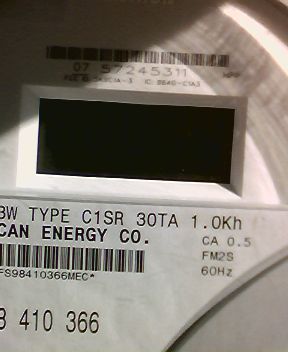 07 57245311
3W TYPE C1SR 30TA 1.0Kh
CAN ENERGY CO.
CA 0.5
FM2S
60Hz
FS98410366MEC*
8 410 366